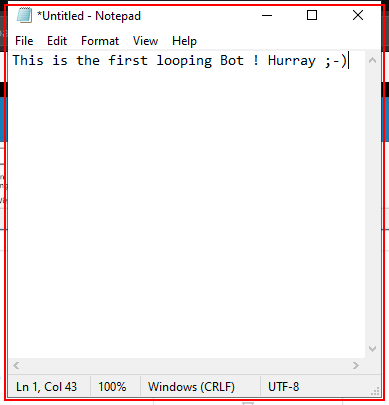 *Untitled - Notepad
File Edit Format View Help
This is the first looping Bot ! Hurray ;-)
Ln 1, Col 43 100% Windows (CRLF) UTF-8